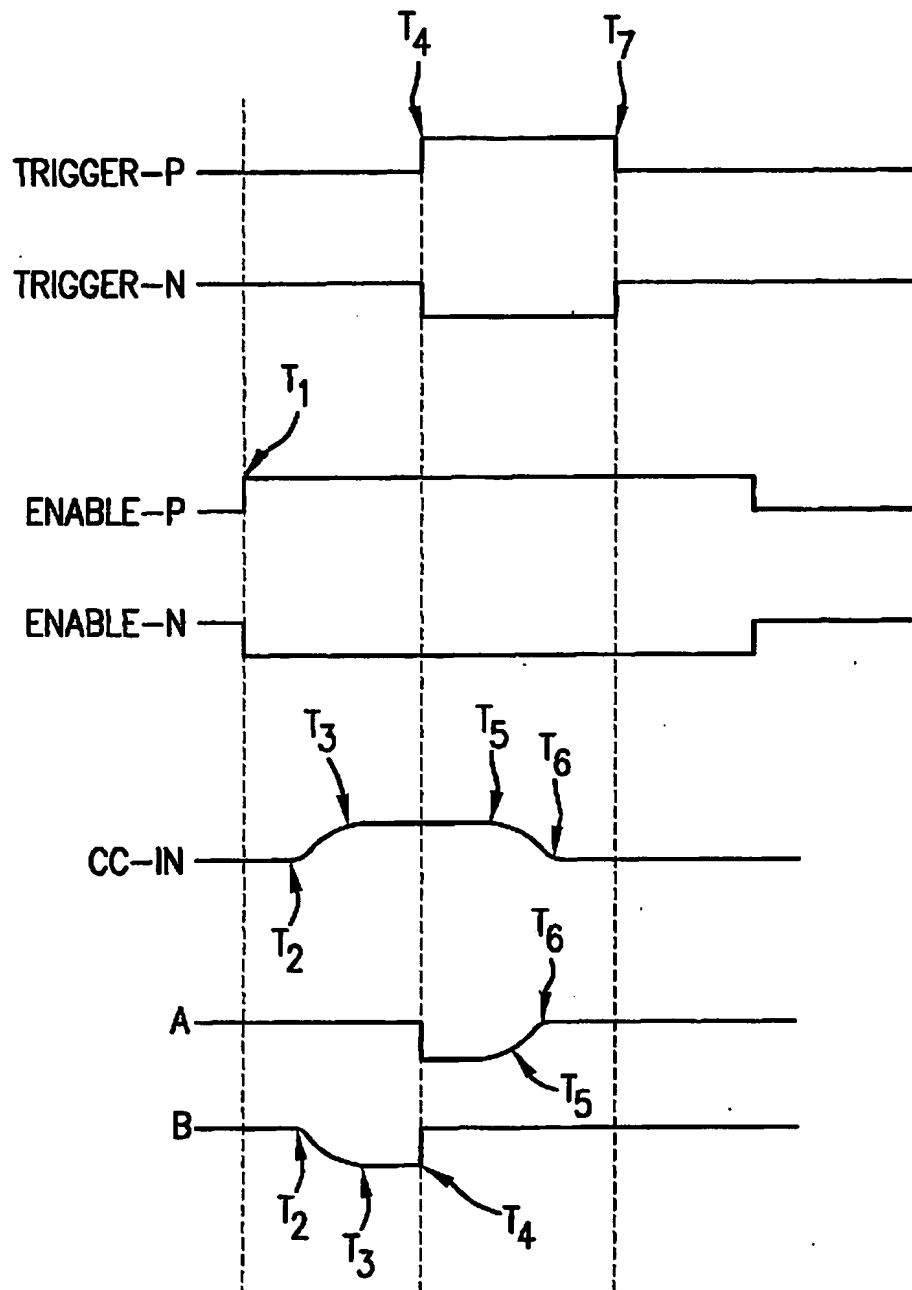 T4 T7
TRIGGER-P
TRIGGER-N
T1
ENABLE-P
ENABLE-N
T3 T5 T6
CC-IN
T2 T6
A
T5
B
T2 T3 T4